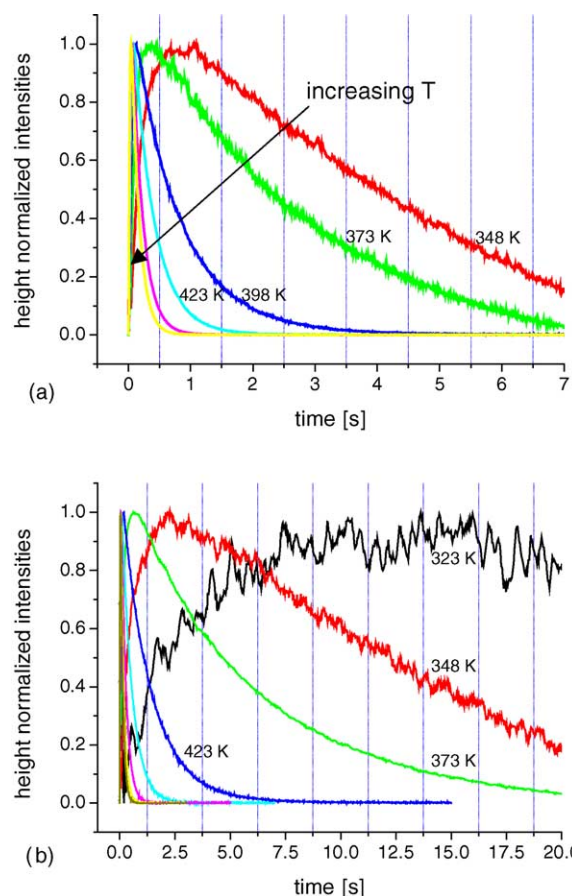 1.0
0.8
0.6
0.4
0.2
0.0
height normalized intensities
increasing T
373 K
348 K
423 K 398 K
0 1 2 3 4 5 6 7
(a)
time [s]
1.0
0.8
0.6
0.4
0.2
0.0
height normalized intensities
323 K
348 K
423 K
373 K
0.0 2.5 5.0 7.5 10.0 12.5 15.0 17.5 20.0
(b)
time [s]